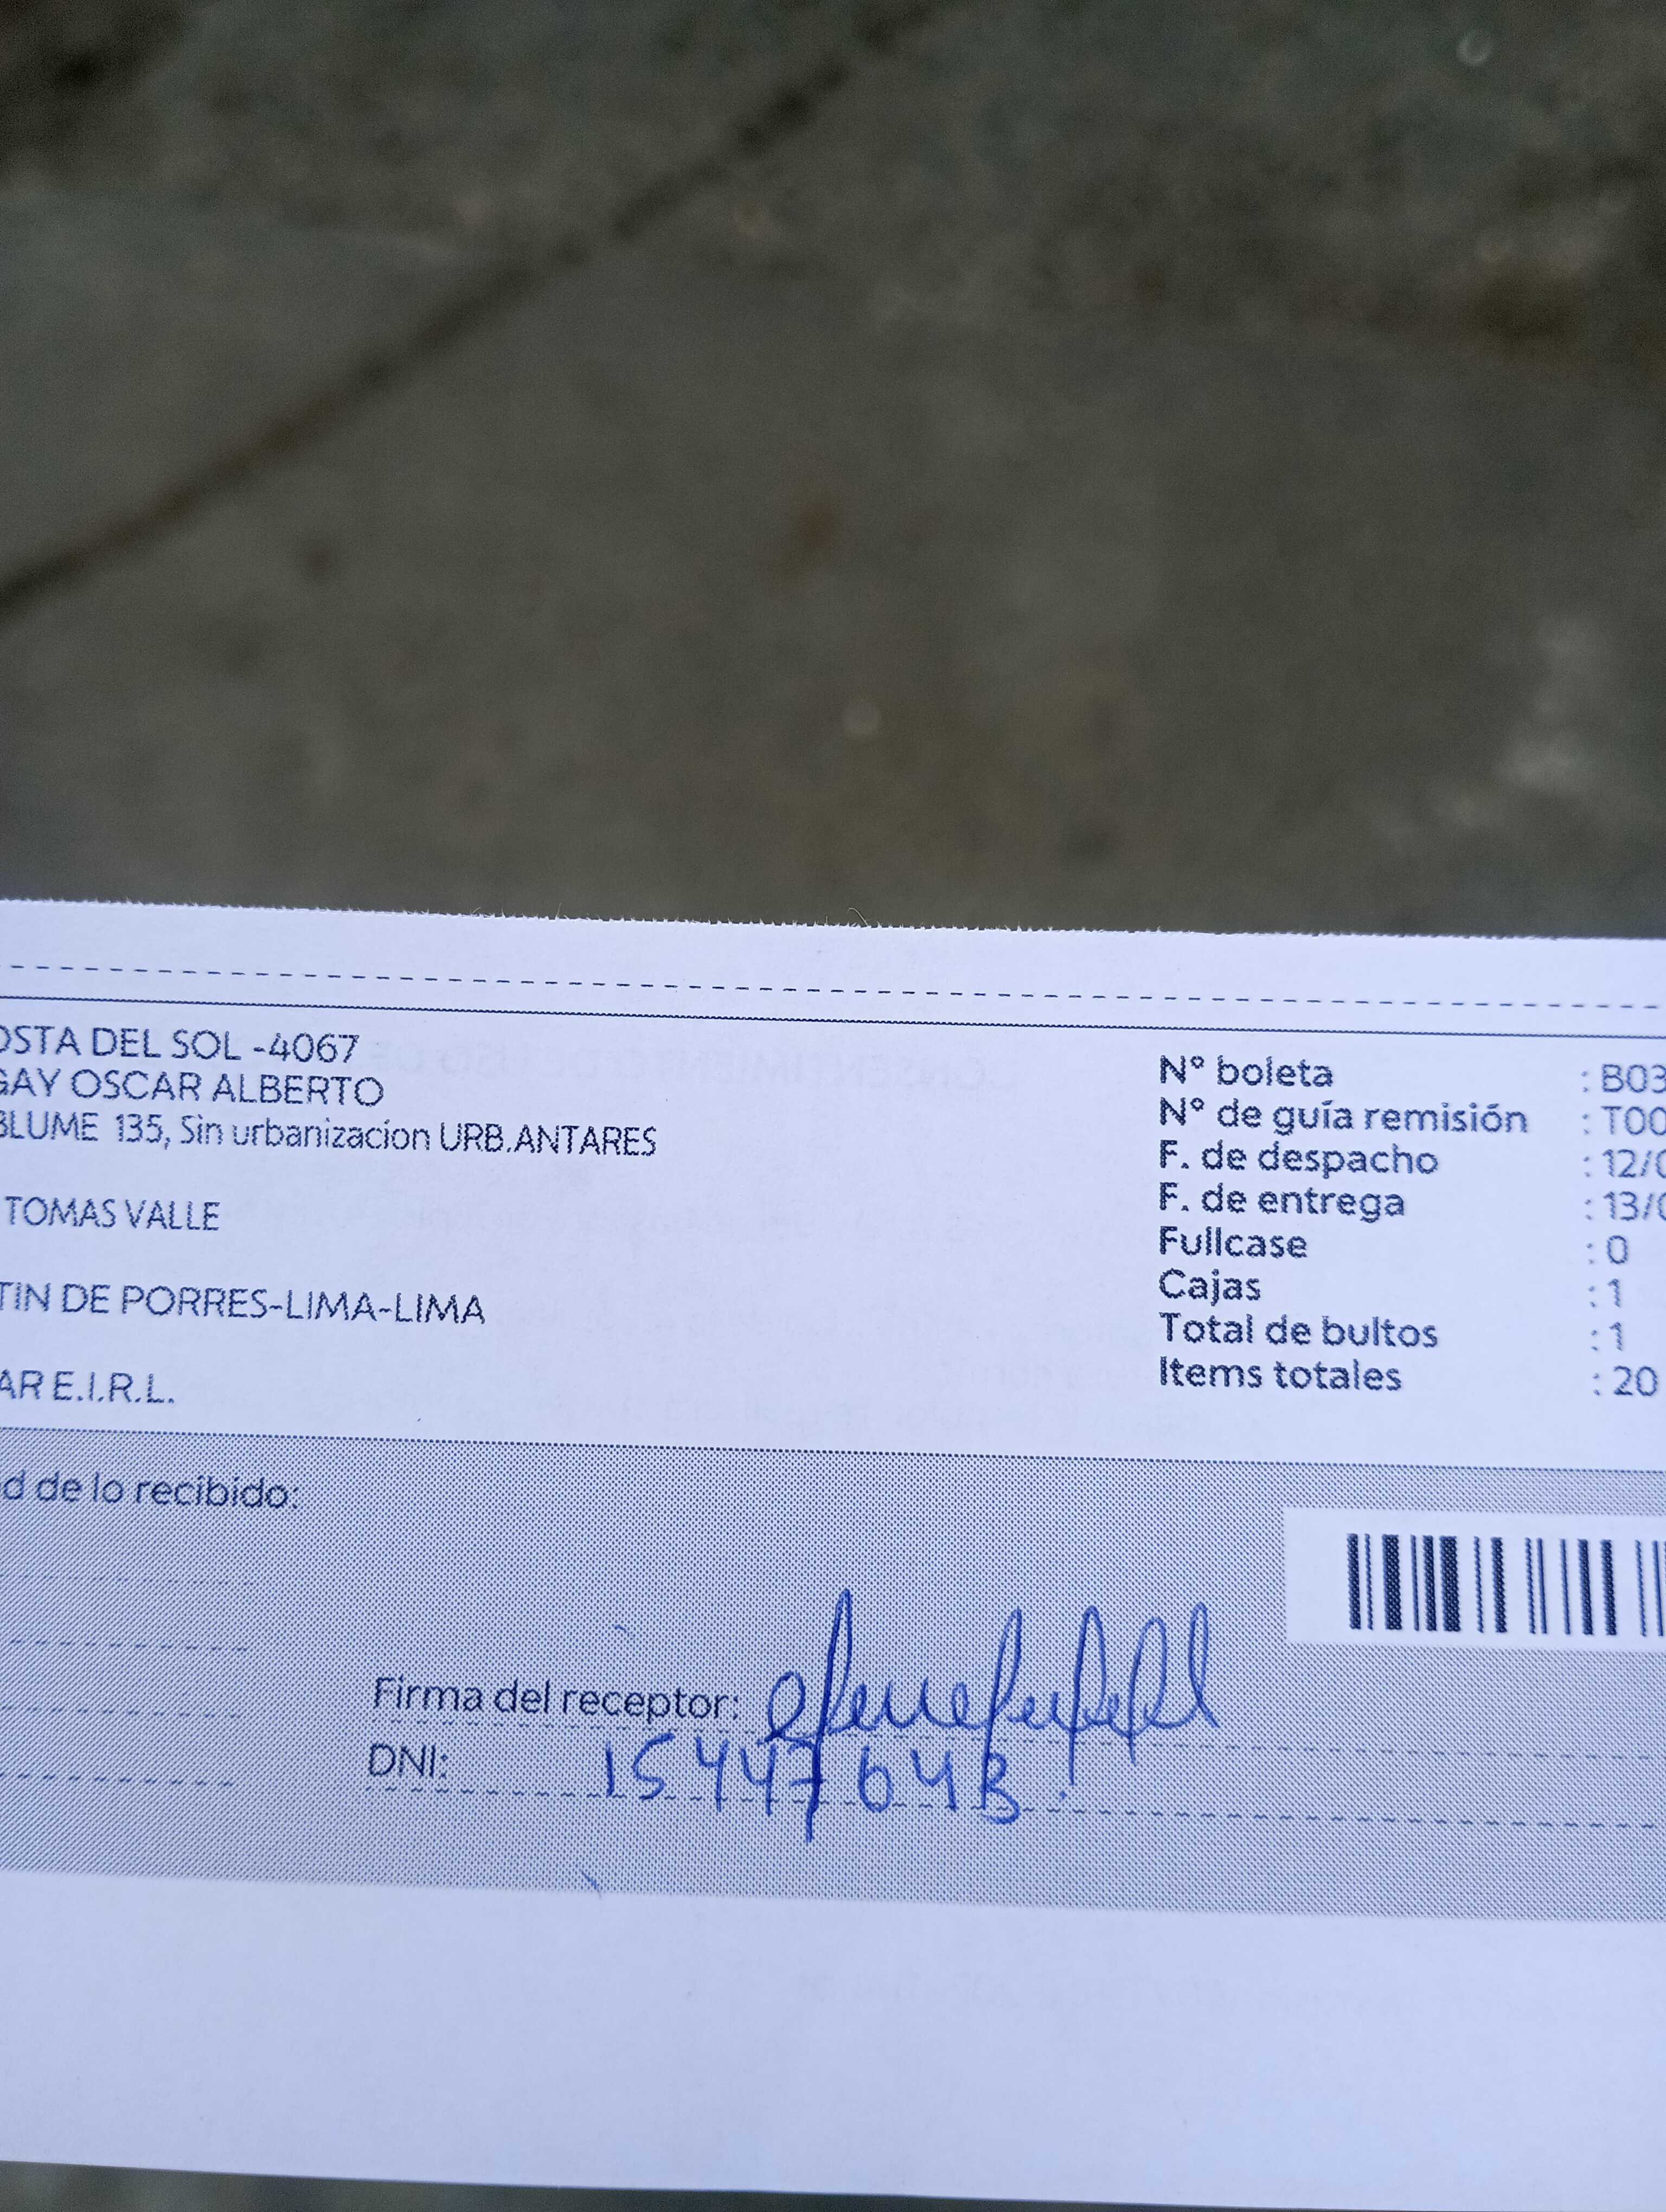 OSTA DEL SOL -4067
GAY OSCAR ALBERTO
BLUME 135, Sin urbanizacion URB.ANTARES
TOMAS VALLE
TIN DE PORRES-LIMA-LIMA
AR E.I.R.L.
N° boleta : B03
N° de guía remisión : T00
F. de despacho : 12/0
F. de entrega : 13/0
Fullcase : 0
Cajas : 1
Total de bultos : 1
Items totales : 20
d de lo recibido:
Firma del receptor:
DNI: 15447643